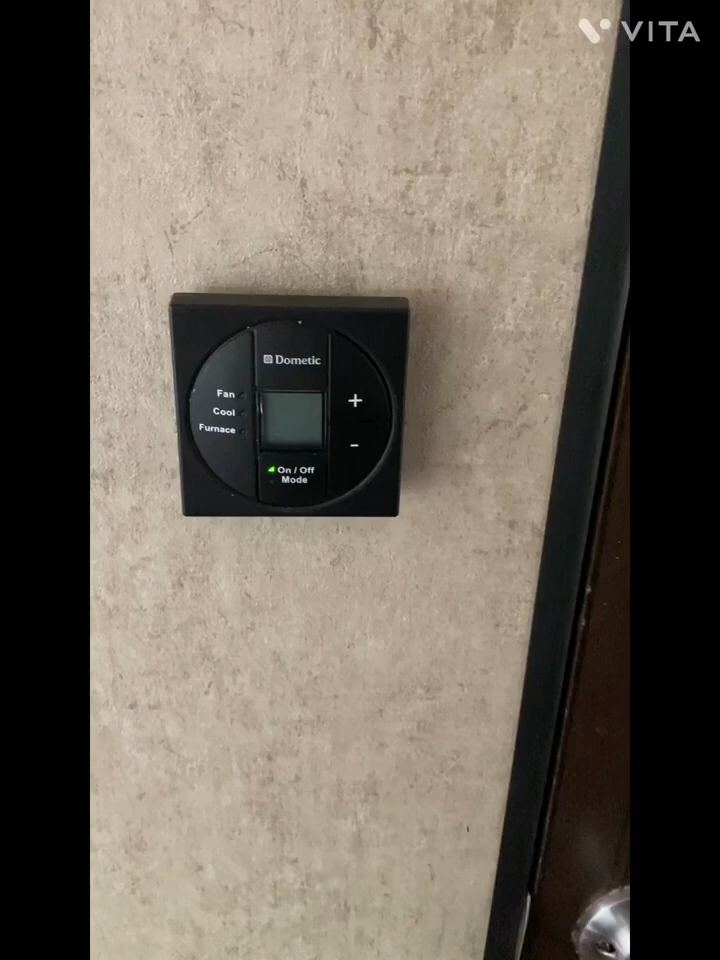 VITA
Dometic
Fan
Cool
Furnace
+
-
On / Off
Mode